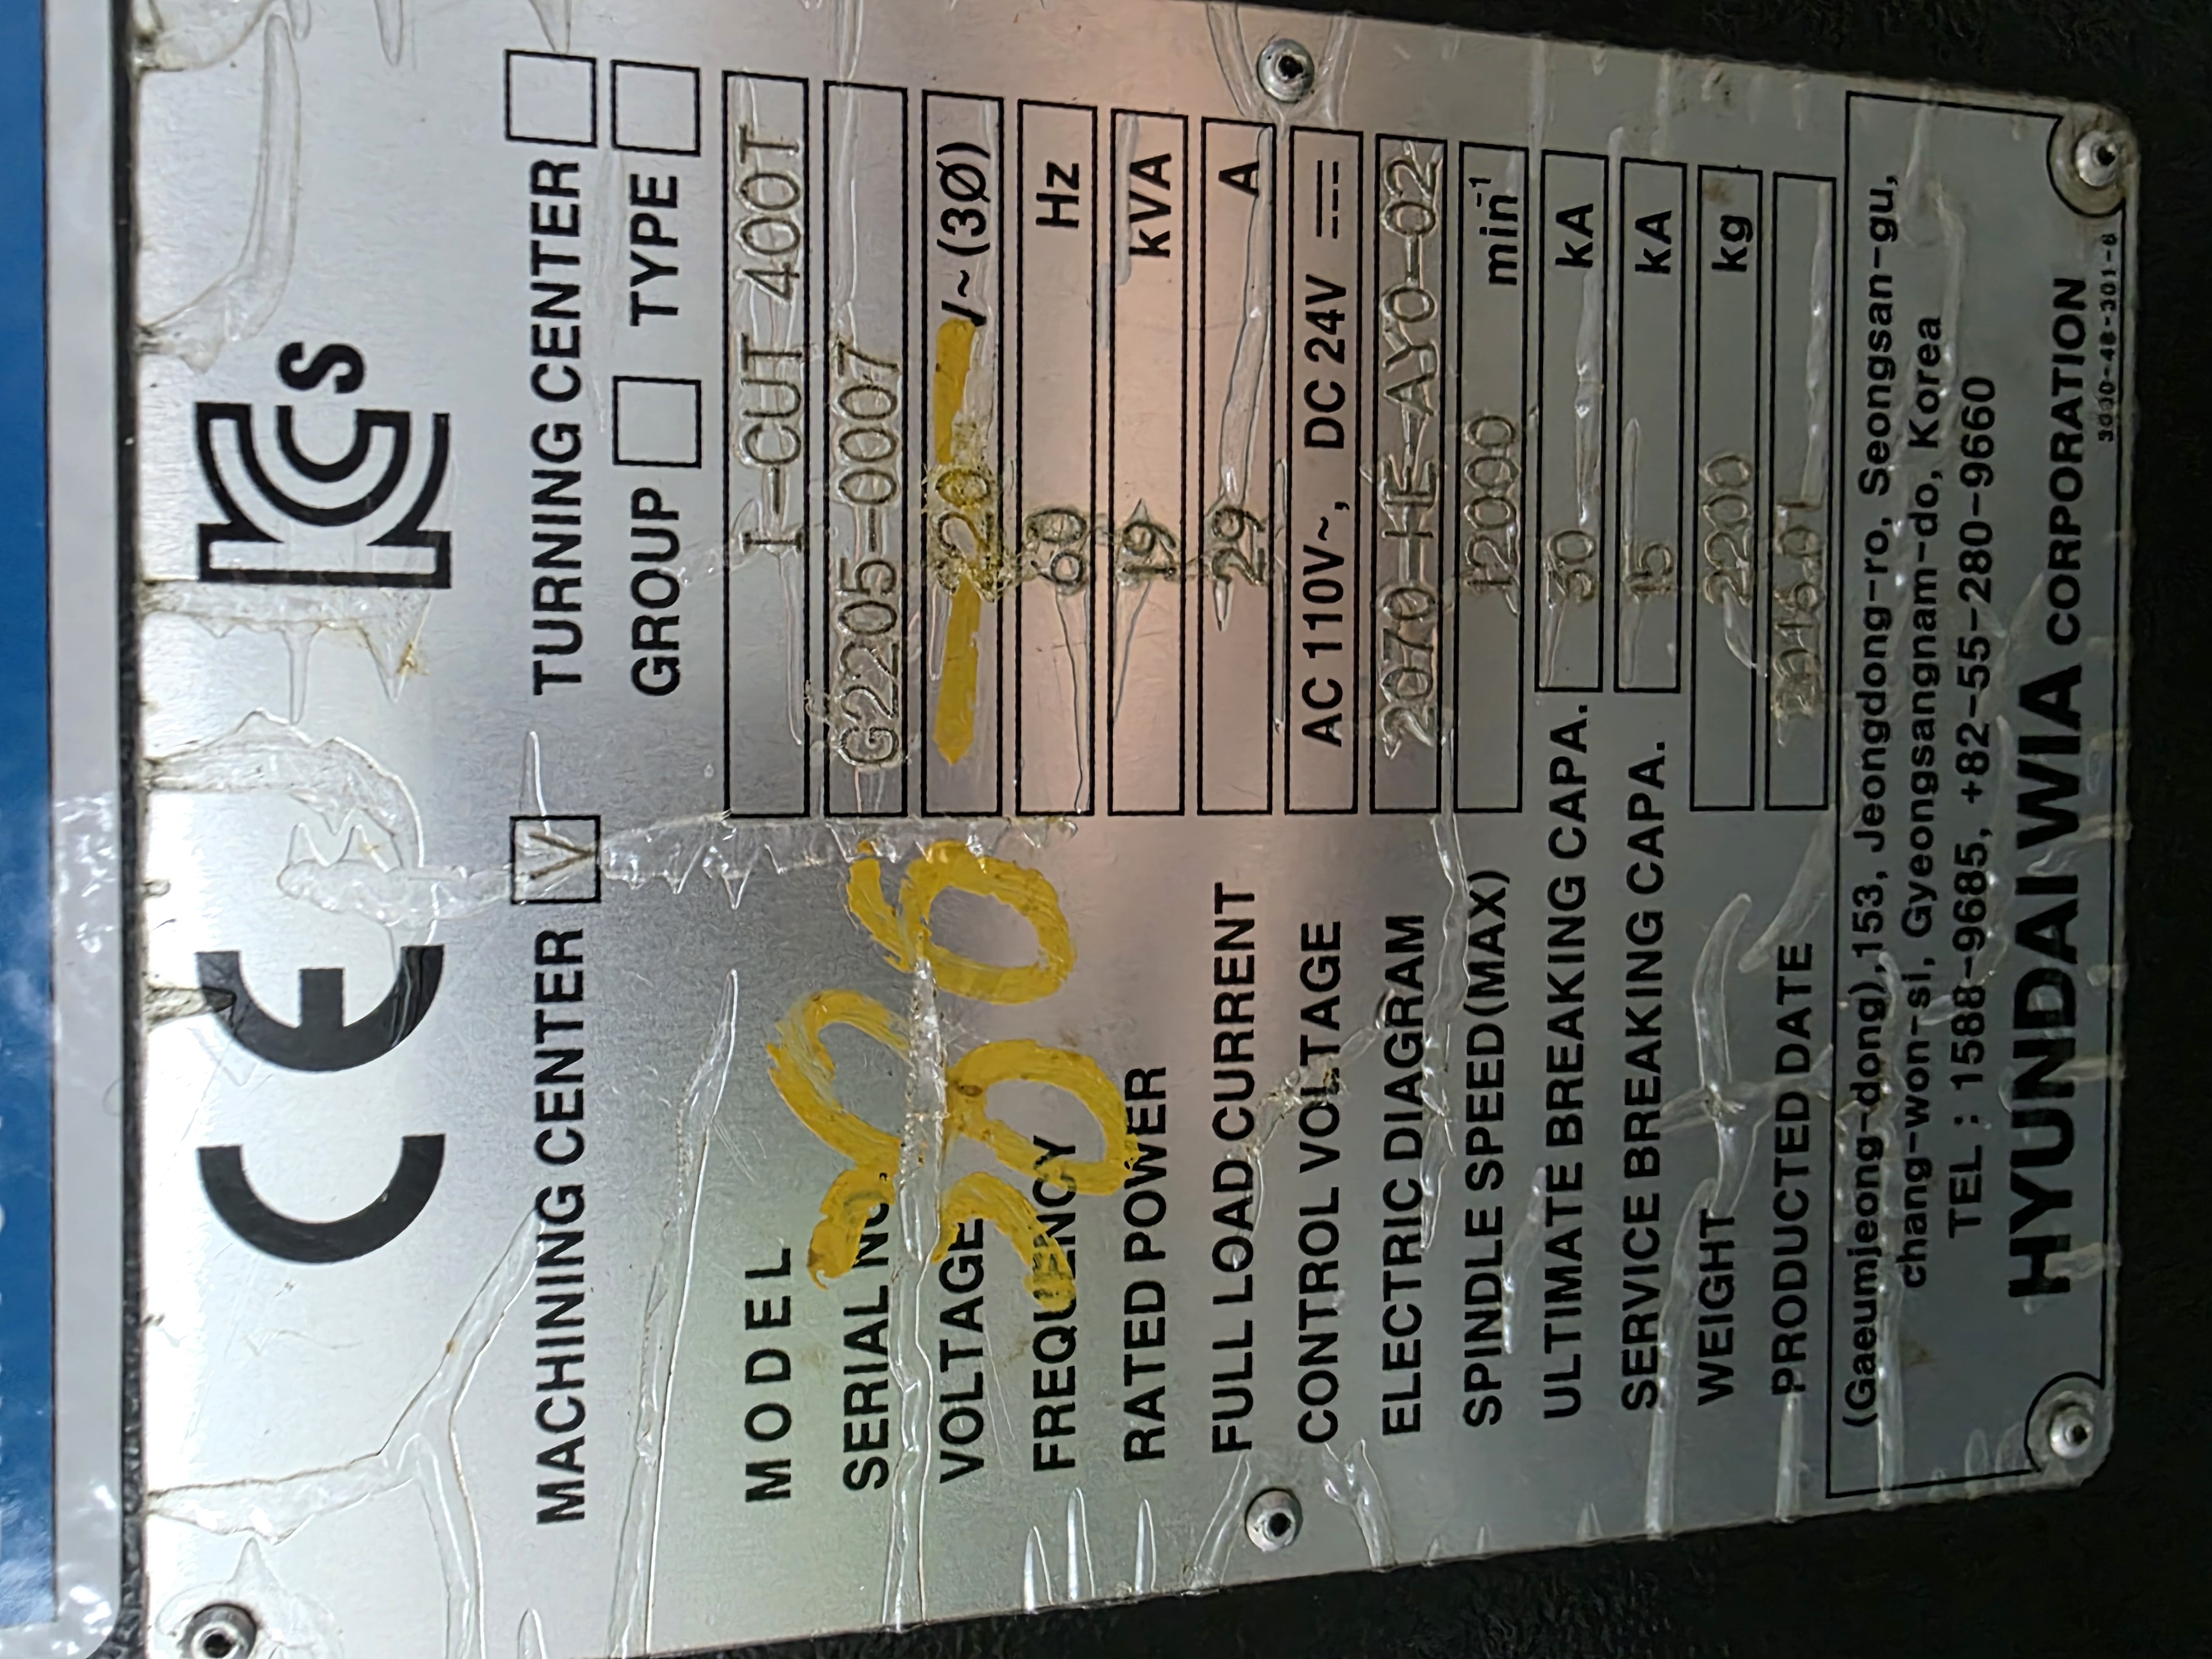 CE
KCs
MACHINING CENTER V TURNING CENTER
GROUP TYPE
MODEL I-CUT 400T
SERIAL NO. G2205-0007
VOLTAGE V~(3Ø)
FREQUENCY 60 Hz
RATED POWER 19 kVA
FULL LOAD CURRENT 29 A
CONTROL VOLTAGE AC 110V~, DC 24V
ELECTRIC DIAGRAM 2070-HE-AY0-02
SPINDLE SPEED(MAX) 12000 min-1
ULTIMATE BREAKING CAPA. 30 kA
SERVICE BREAKING CAPA. 15 kA
WEIGHT 2200 kg
PRODUCTED DATE
(Gaeumjeong-dong),153, Jeongdong-ro, Seongsan-gu,
chang-won-si, Gyeongsangnam-do, Korea
TEL : 1588-9685, +82-55-280-9660
HYUNDAI WIA CORPORATION